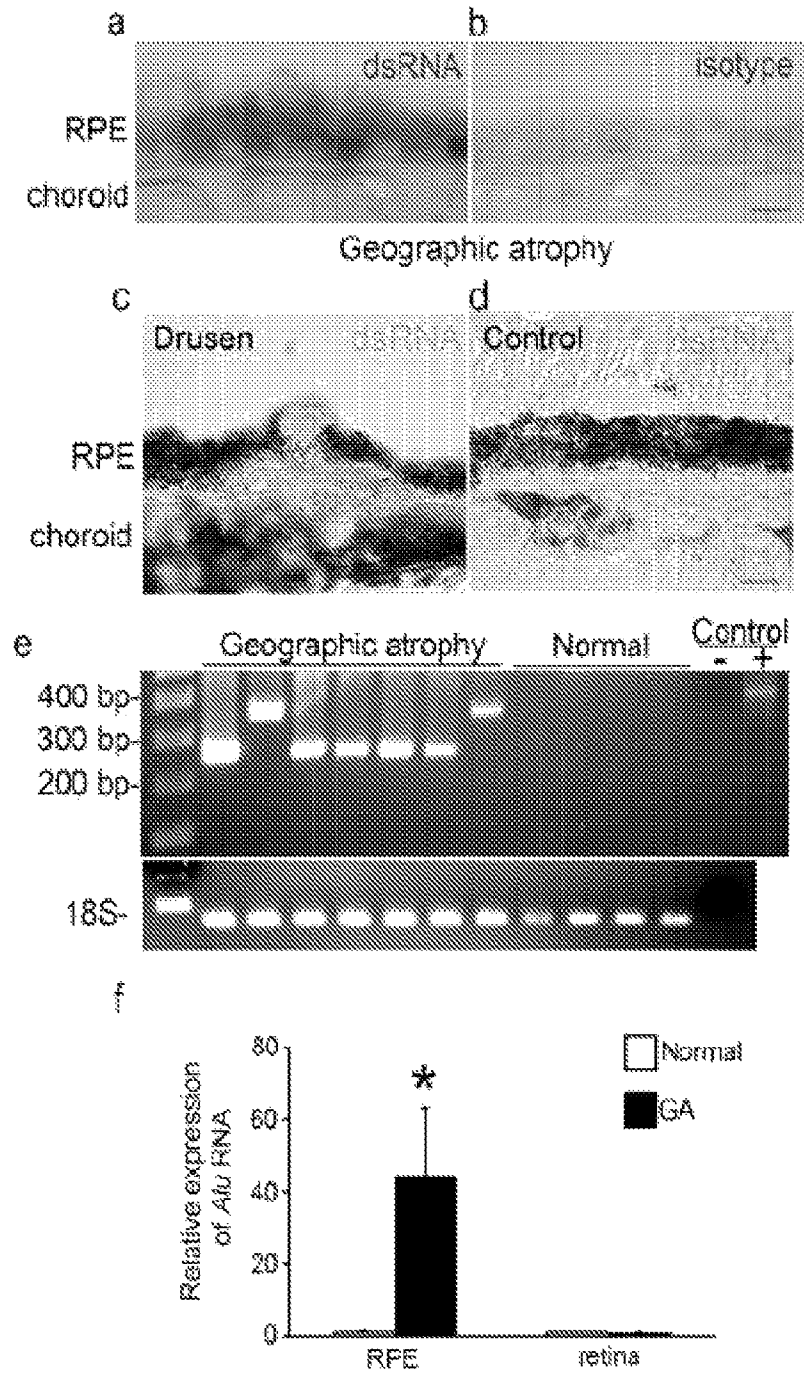 a
b
dsRNA
isotype
RPE
choroid
Geographic atrophy
c
d
Drusen
dsRNA
Control
dsRNA
RPE
choroid
e
Geographic atrophy
Normal
Control
- +
400 bp-
300 bp-
200 bp-
18S-
f
80
60
40
20
0
Relative expression
of Alu RNA
*
Normal
GA
RPE
retina